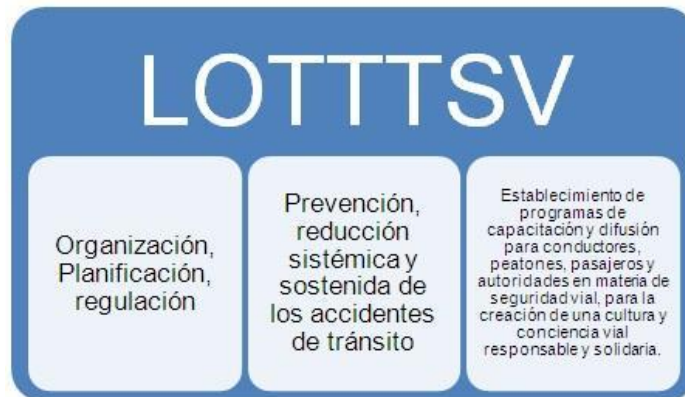 LOTTTSV
Organización,
Planificación,
regulación
Prevención,
reducción
sistémica y
sostenida de
los accidentes
de tránsito
Establecimiento de
programas de
capacitación y difusión
para conductores,
peatones, pasajeros y
autoridades en materia de
seguridad vial, para la
creación de una cultura y
conciencia vial
responsable y solidaria.